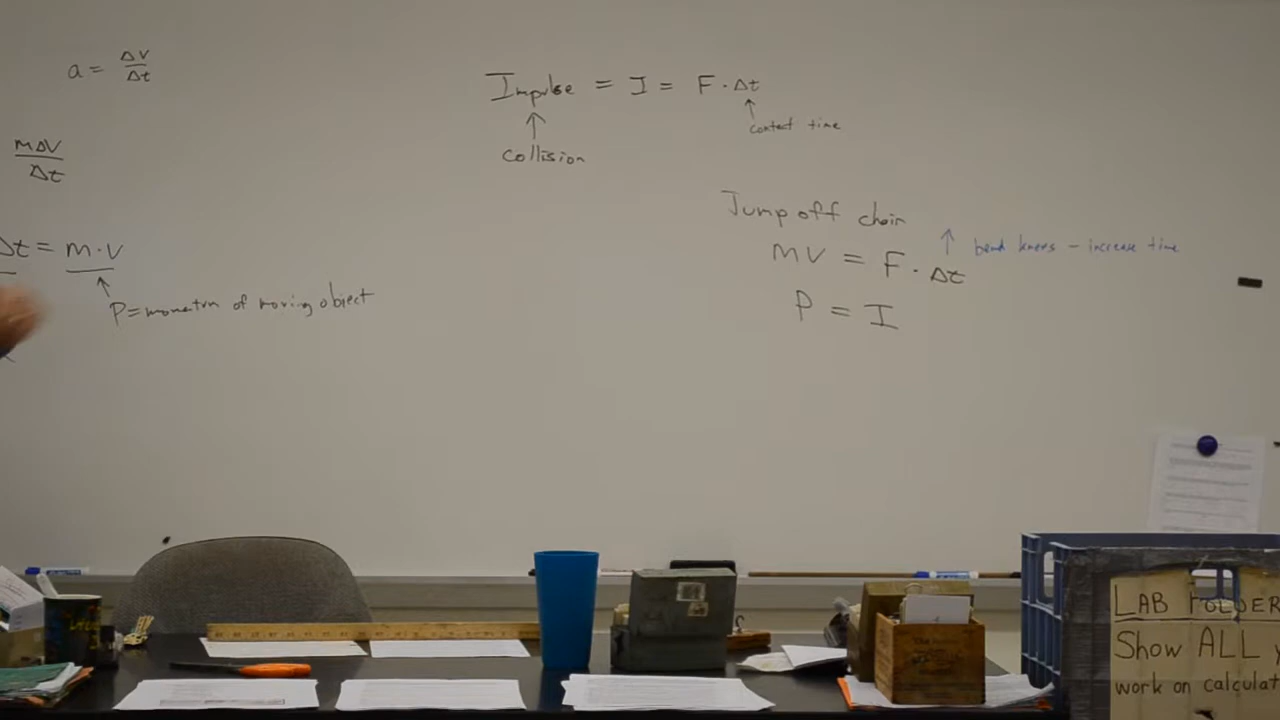 a = ΔV/Δt
mΔV/Δt
Δt = m·V
P = momentum of moving object
Impulse = I = F · Δt
contact time
collision
Jump off chair
mV = F · Δt
bend knees – increase time
P = I
LAB FOLDER
Show ALL y
work on calculat